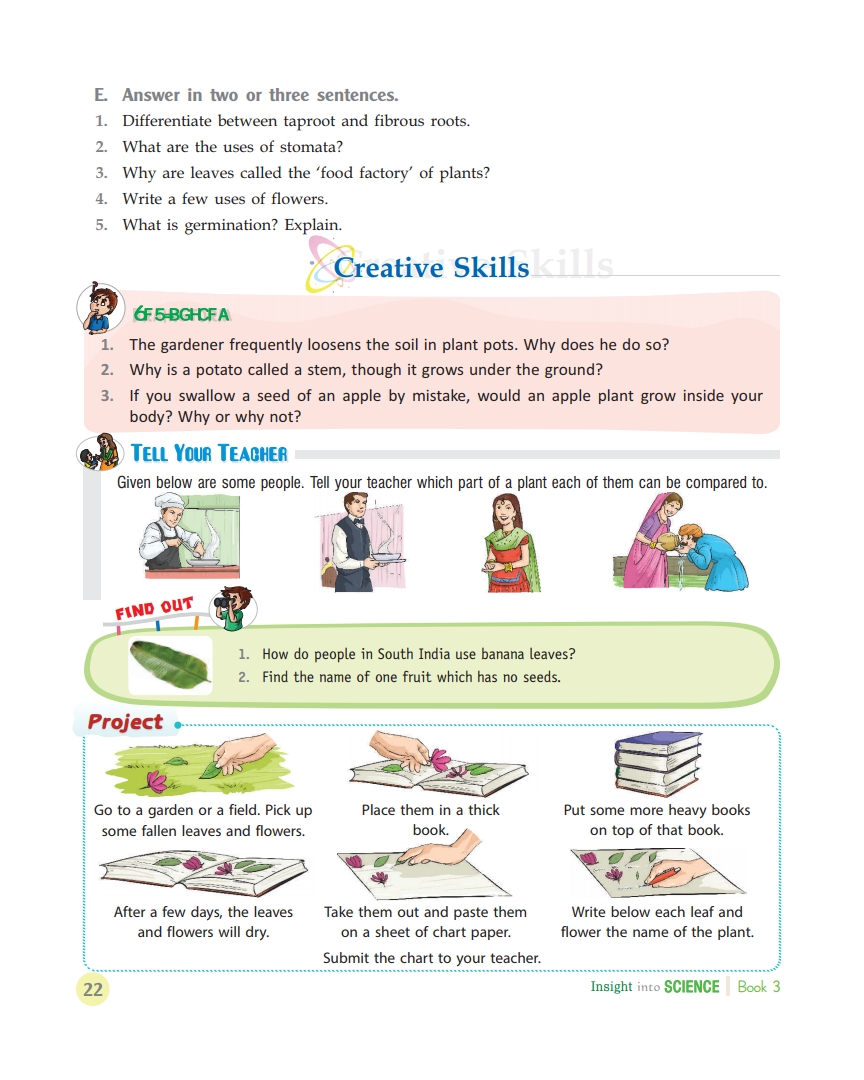 E. Answer in two or three sentences.
1. Differentiate between taproot and fibrous roots.
2. What are the uses of stomata?
3. Why are leaves called the ‘food factory’ of plants?
4. Write a few uses of flowers.
5. What is germination? Explain.
Creative Skills
1. The gardener frequently loosens the soil in plant pots. Why does he do so?
2. Why is a potato called a stem, though it grows under the ground?
3. If you swallow a seed of an apple by mistake, would an apple plant grow inside your
body? Why or why not?
TELL YOUR TEACHER
Given below are some people. Tell your teacher which part of a plant each of them can be compared to.
FIND OUT
1. How do people in South India use banana leaves?
2. Find the name of one fruit which has no seeds.
Project
Go to a garden or a field. Pick up
some fallen leaves and flowers.
Place them in a thick
book.
Put some more heavy books
on top of that book.
After a few days, the leaves
and flowers will dry.
Take them out and paste them
on a sheet of chart paper.
Write below each leaf and
flower the name of the plant.
Submit the chart to your teacher.
22
Insight into SCIENCE Book 3